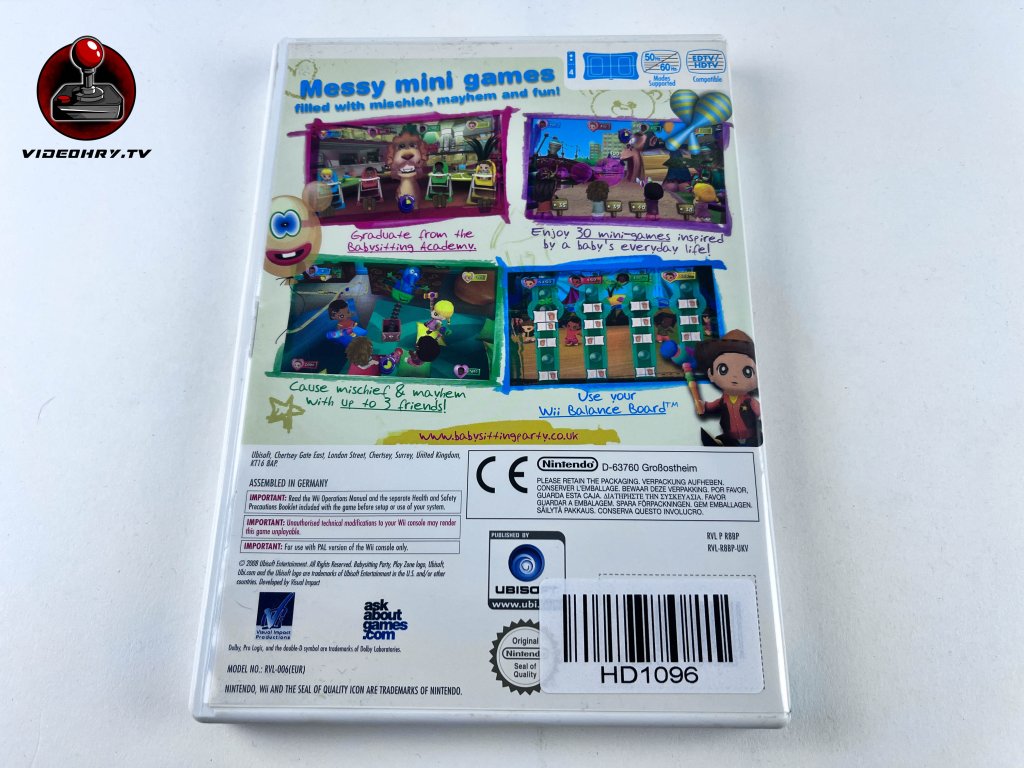 VIDEOHRY.TV
Messy mini games
filled with mischief, mayhem and fun!
4
50Hz
60Hz
Modes
Supported
EDTV/
HDTV
Compatible
Graduate from the
Babysitting Academy.
Enjoy 30 mini-games inspired
by a baby's everyday life!
Cause mischief & mayhem
with up to 3 friends!
Use your
Wii Balance Board™
www.babysittingparty.co.uk
Ubisoft, Chertsey Gate East, London Street, Chertsey, Surrey, United Kingdom,
KT16 8AP.
ASSEMBLED IN GERMANY
IMPORTANT: Read the Wii Operations Manual and the separate Health and Safety
Precautions Booklet included with the game before setup or use of your system.
IMPORTANT: Unauthorised technical modifications to your Wii console may render
this game unplayable.
IMPORTANT: For use with PAL version of the Wii console only.
© 2008 Ubisoft Entertainment. All Rights Reserved. Babysitting Party, Play Zone logo, Ubisoft,
Ubi.com and the Ubisoft logo are trademarks of Ubisoft Entertainment in the U.S. and/or other
countries. Developed by Visual Impact
Visual Impact
Productions
ask
about
games
.com
Dolby, Pro Logic, and the double-D symbol are trademarks of Dolby Laboratories.
MODEL NO.: RVL-006(EUR)
NINTENDO, Wii AND THE SEAL OF QUALITY ICON ARE TRADEMARKS OF NINTENDO.
CE
Nintendo D-63760 Großostheim
PLEASE RETAIN THE PACKAGING. VERPACKUNG AUFHEBEN.
CONSERVER L'EMBALLAGE. BEWAAR DEZE VERPAKKING. POR FAVOR,
GUARDA ESTA CAJA. ΔΙΑΤΗΡΗΣΤΕ ΤΗΝ ΣΥΣΚΕΥΑΣΙΑ. FAVOR
GUARDAR A EMBALAGEM. SPARA FÖRPACKNINGEN. GEM EMBALLAGEN.
SÄILYTÄ PAKKAUS. CONSERVA QUESTO INVOLUCRO.
PUBLISHED BY
UBISOF
www.ubi.
RVL P R8BP
RVL-R8BP-UKV
Original
Nintend
Seal of
Quality
HD1096